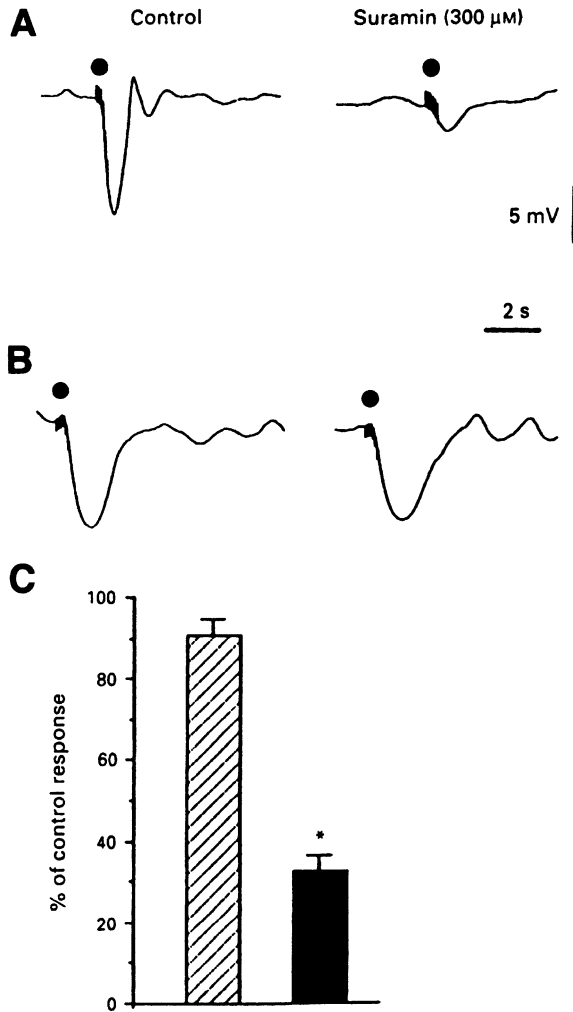 A
Control
Suramin (300 μM)
5 mV
2 s
B
C
100
80
60
40
20
0
% of control response
*